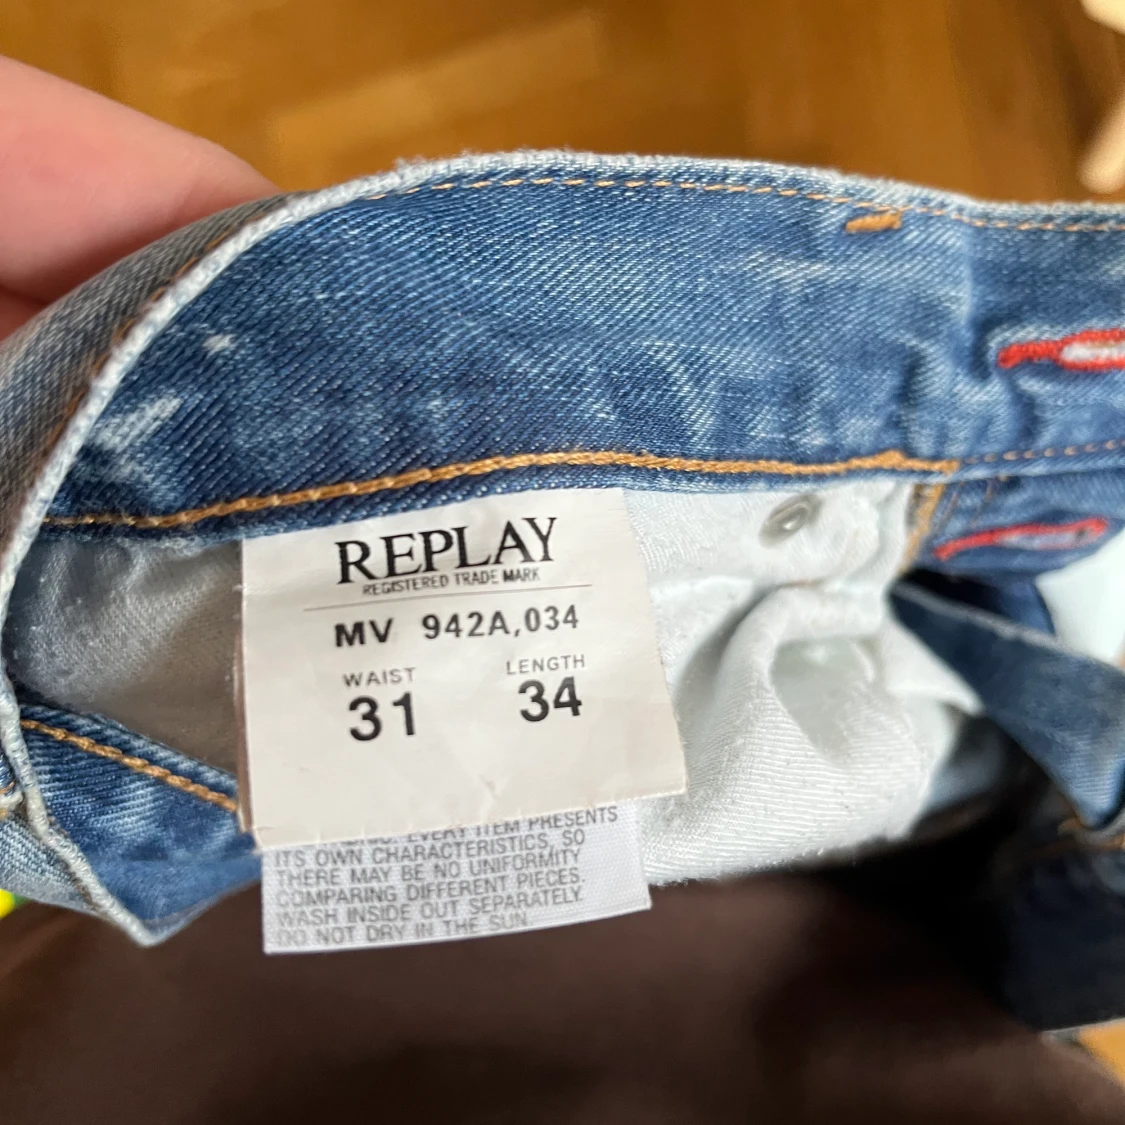 REPLAY
REGISTERED TRADE MARK
MV 942A,034
WAIST LENGTH
31 34
EVERY ITEM PRESENTS
ITS OWN CHARACTERISTICS, SO
THERE MAY BE NO UNIFORMITY
COMPARING DIFFERENT PIECES.
WASH INSIDE OUT SEPARATELY.
DO NOT DRY IN THE SUN.